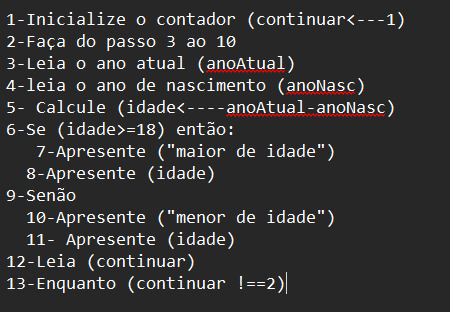 1-Inicialize o contador (continuar<---1)
2-Faça do passo 3 ao 10
3-Leia o ano atual (anoAtual)
4-leia o ano de nascimento (anoNasc)
5- Calcule (idade<----anoAtual-anoNasc)
6-Se (idade>=18) então:
7-Apresente ("maior de idade")
8-Apresente (idade)
9-Senão
10-Apresente ("menor de idade")
11- Apresente (idade)
12-Leia (continuar)
13-Enquanto (continuar !==2)